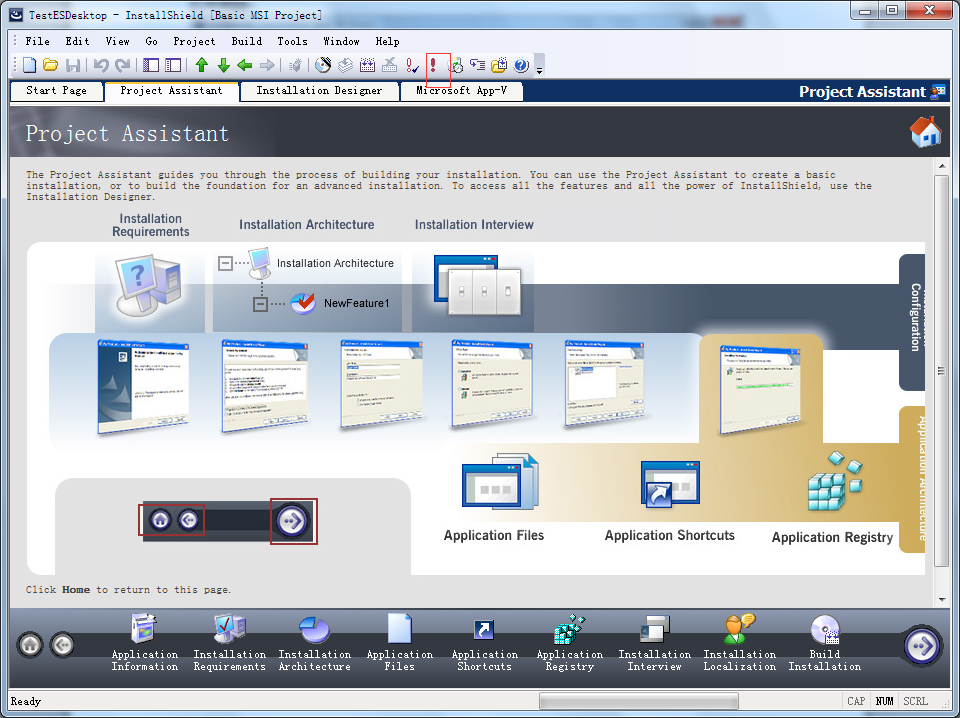 TestESDesktop - InstallShield [Basic MSI Project]
File Edit View Go Project Build Tools Window Help
Start Page Project Assistant Installation Designer Microsoft App-V Project Assistant
Project Assistant
The Project Assistant guides you through the process of building your installation. You can use the Project Assistant to create a basic
installation, or to build the foundation for an advanced installation. To access all the features and all the power of InstallShield, use the
Installation Designer.
Installation
Requirements
Installation Architecture
Installation Interview
Installation Architecture
NewFeature1
Configuration
Application Architecture
Application Files
Application Shortcuts
Application Registry
Click Home to return to this page.
Application
Information
Installation
Requirements
Installation
Architecture
Application
Files
Application
Shortcuts
Application
Registry
Installation
Interview
Installation
Localization
Build
Installation
Ready
CAP NUM SCRL